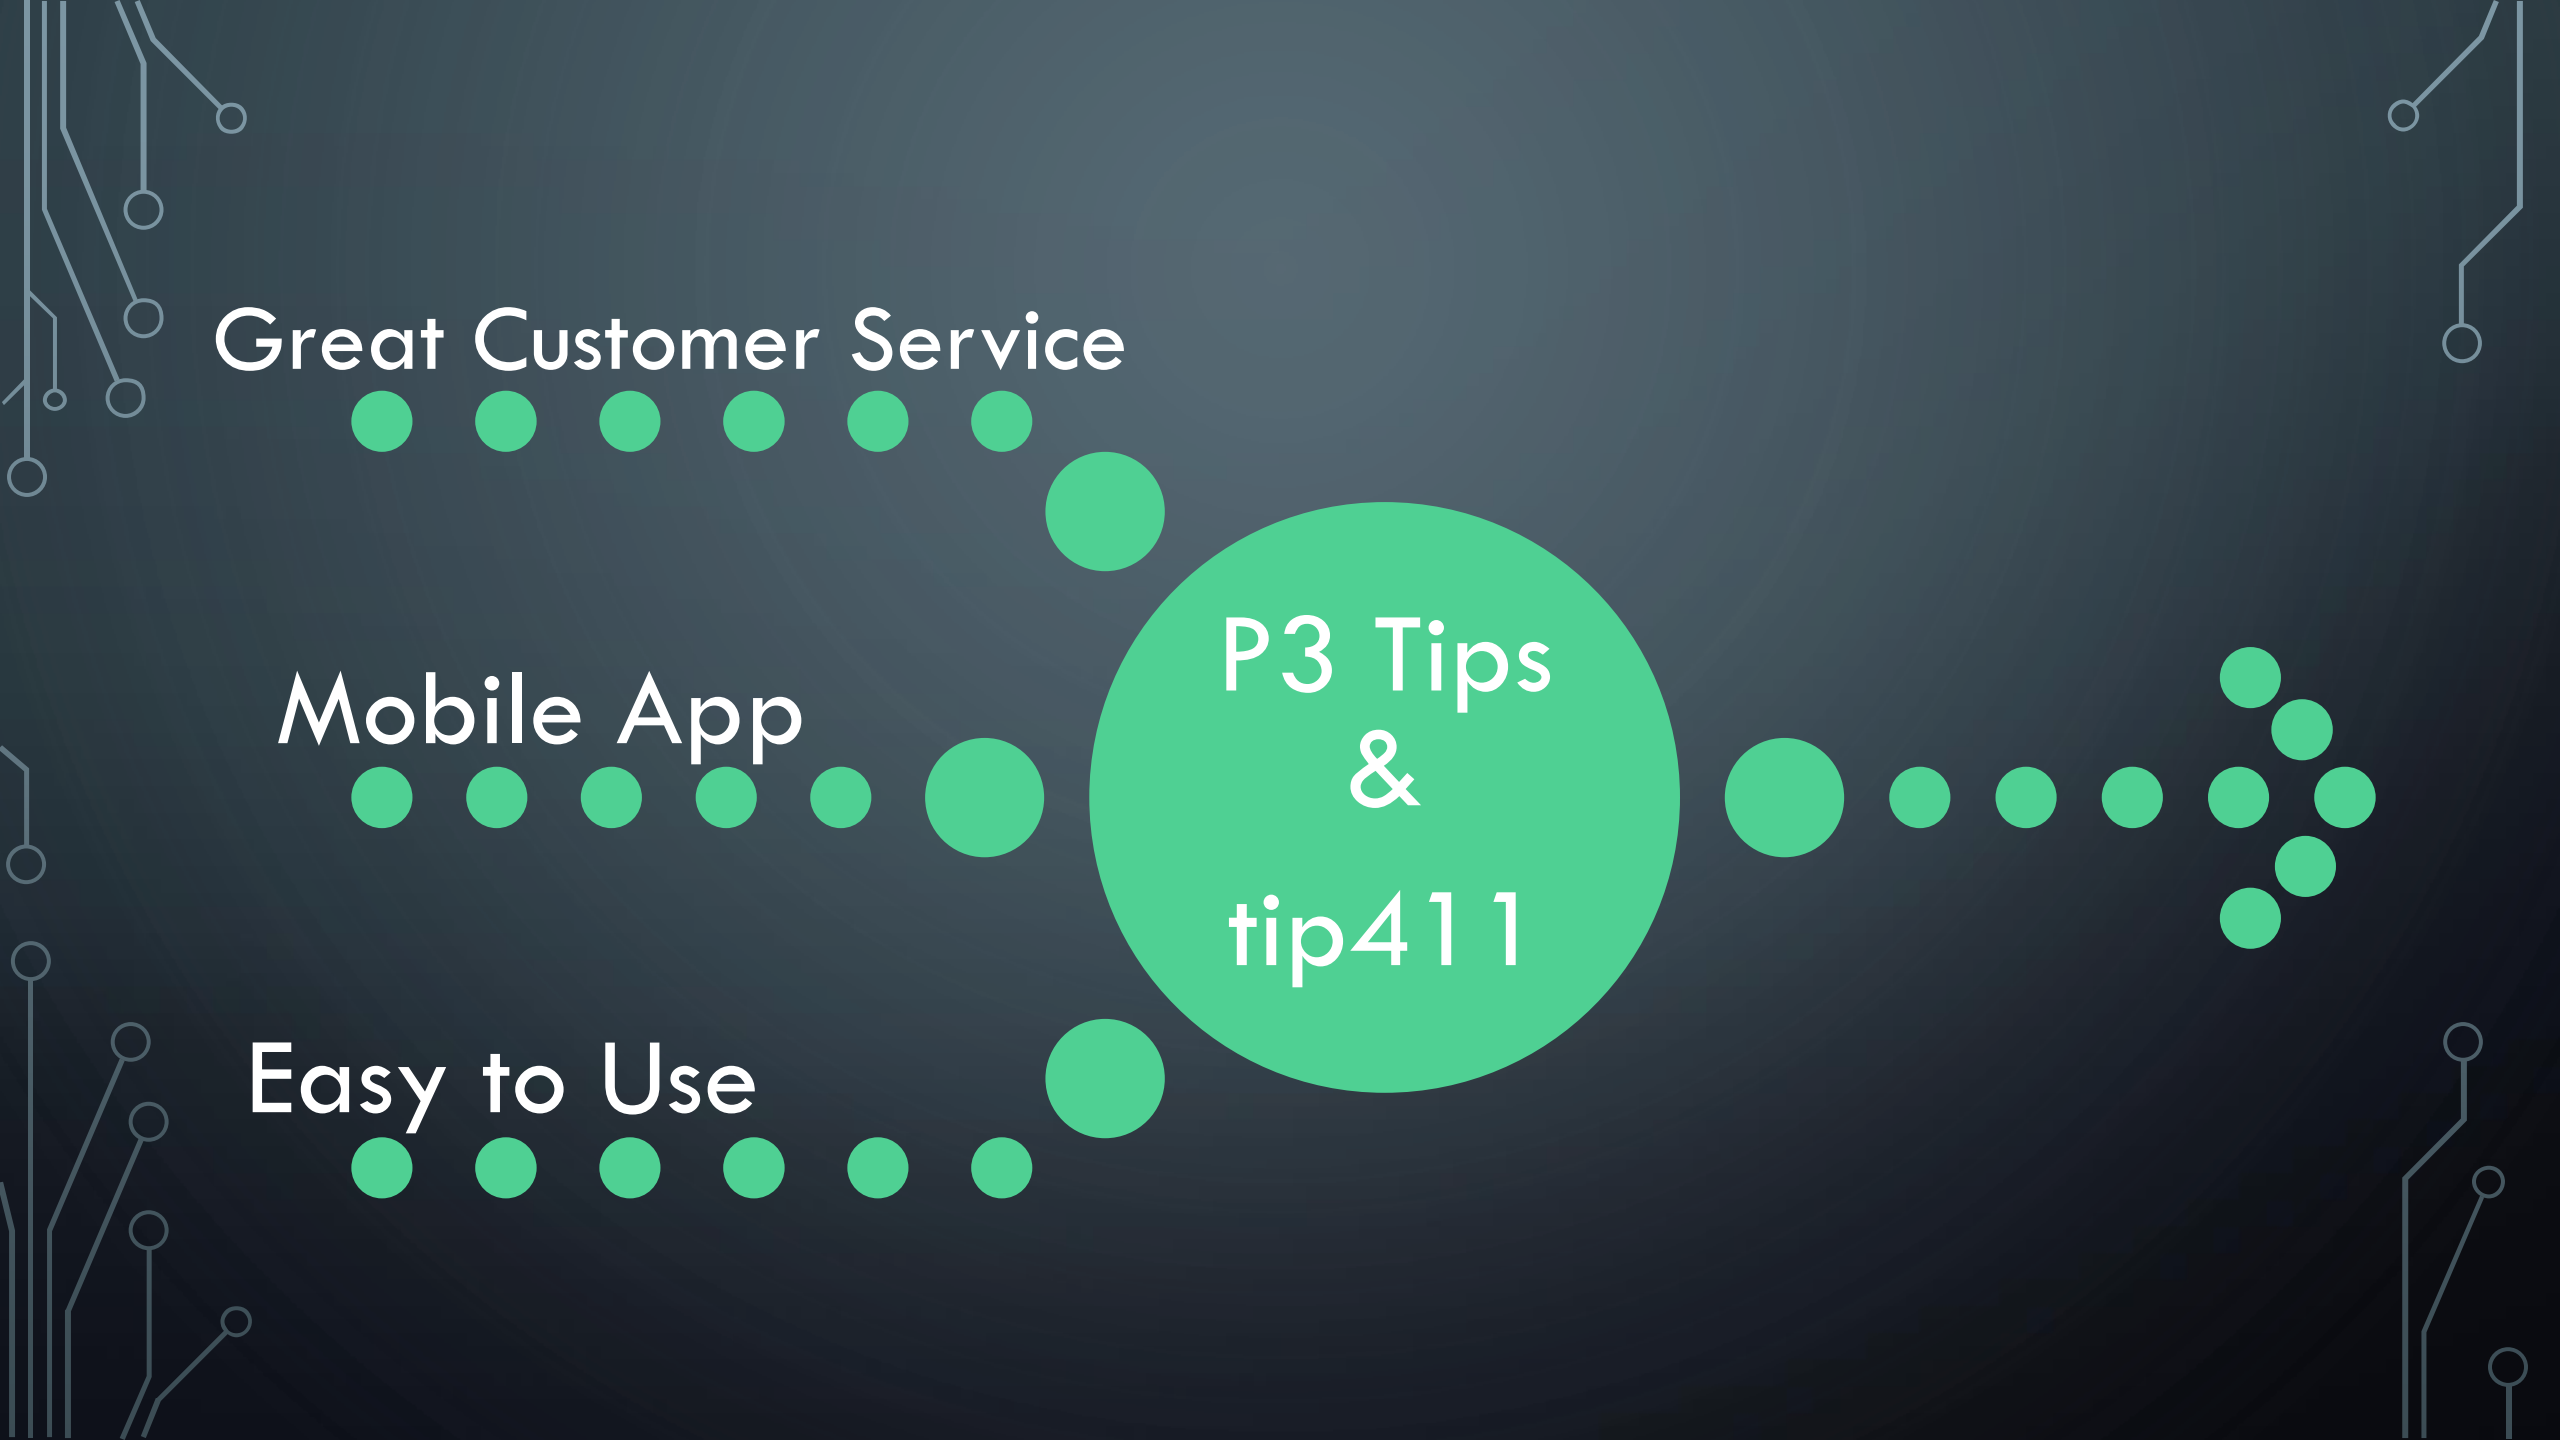 Great Customer Service
Mobile App
Easy to Use
P3 Tips
&
tip411